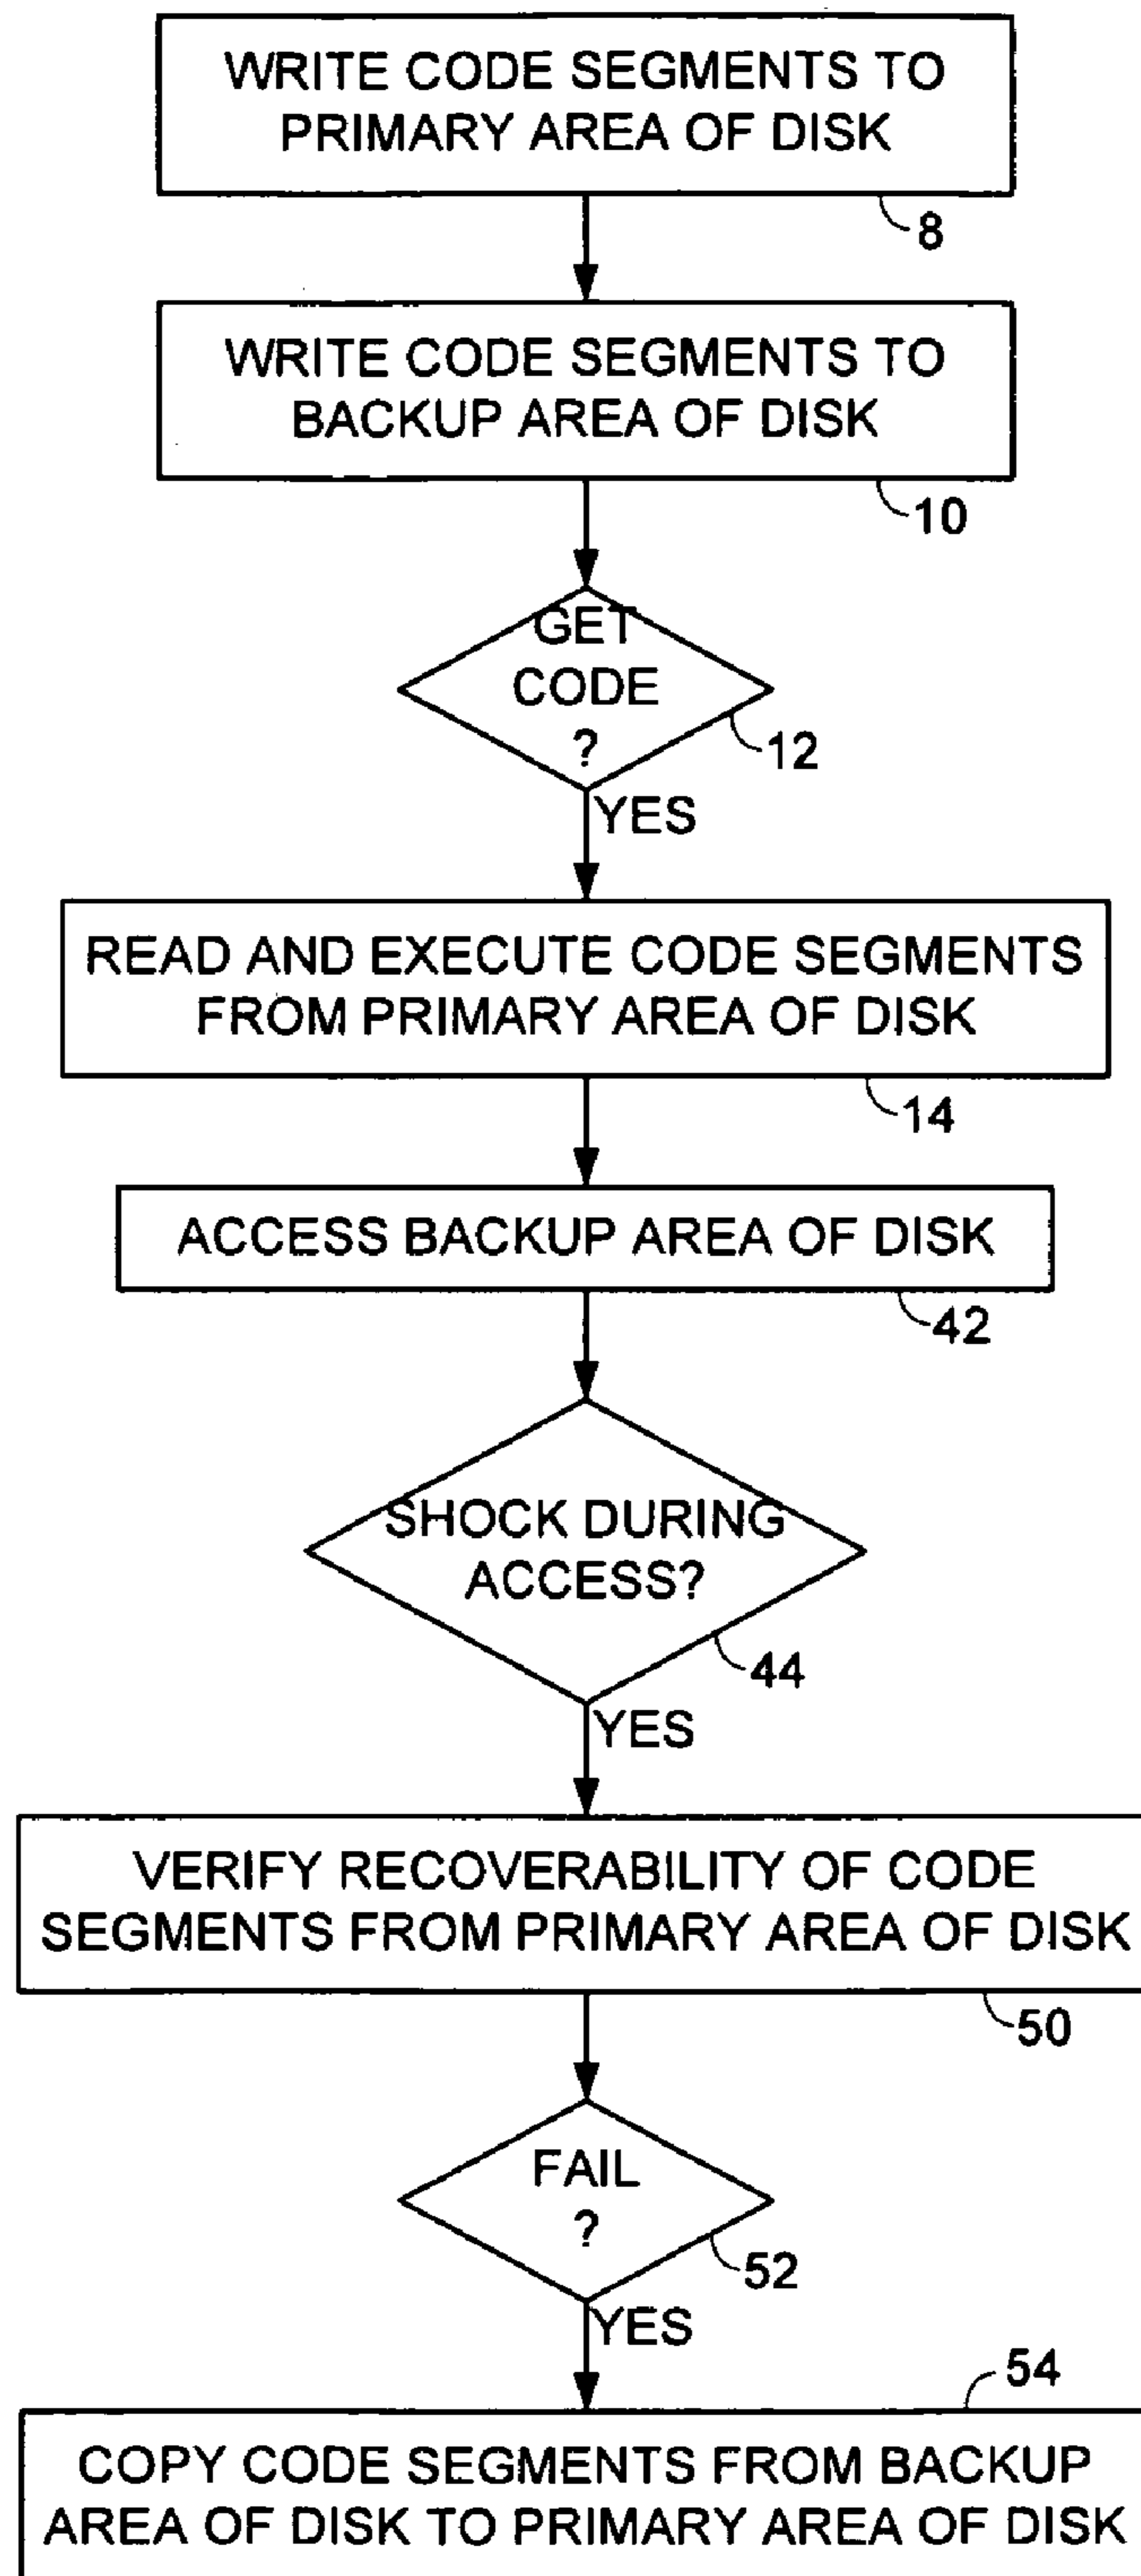 WRITE CODE SEGMENTS TO
PRIMARY AREA OF DISK
8
WRITE CODE SEGMENTS TO
BACKUP AREA OF DISK
10
GET
CODE
?
12
YES
READ AND EXECUTE CODE SEGMENTS
FROM PRIMARY AREA OF DISK
14
ACCESS BACKUP AREA OF DISK
42
SHOCK DURING
ACCESS?
44
YES
VERIFY RECOVERABILITY OF CODE
SEGMENTS FROM PRIMARY AREA OF DISK
50
FAIL
?
52
YES
54
COPY CODE SEGMENTS FROM BACKUP
AREA OF DISK TO PRIMARY AREA OF DISK